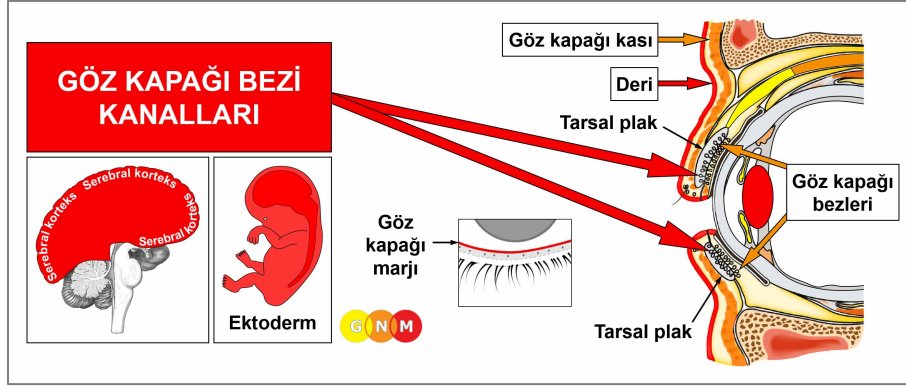 GÖZ KAPAĞI BEZİ
KANALLARI
Serebral korteks
Serebral korteks
Serebral korteks
Serebral korteks
Ektoderm
G N M
Göz
kapağı
marjı
Göz kapağı kası
Deri
Tarsal plak
Göz kapağı
bezleri
Tarsal plak